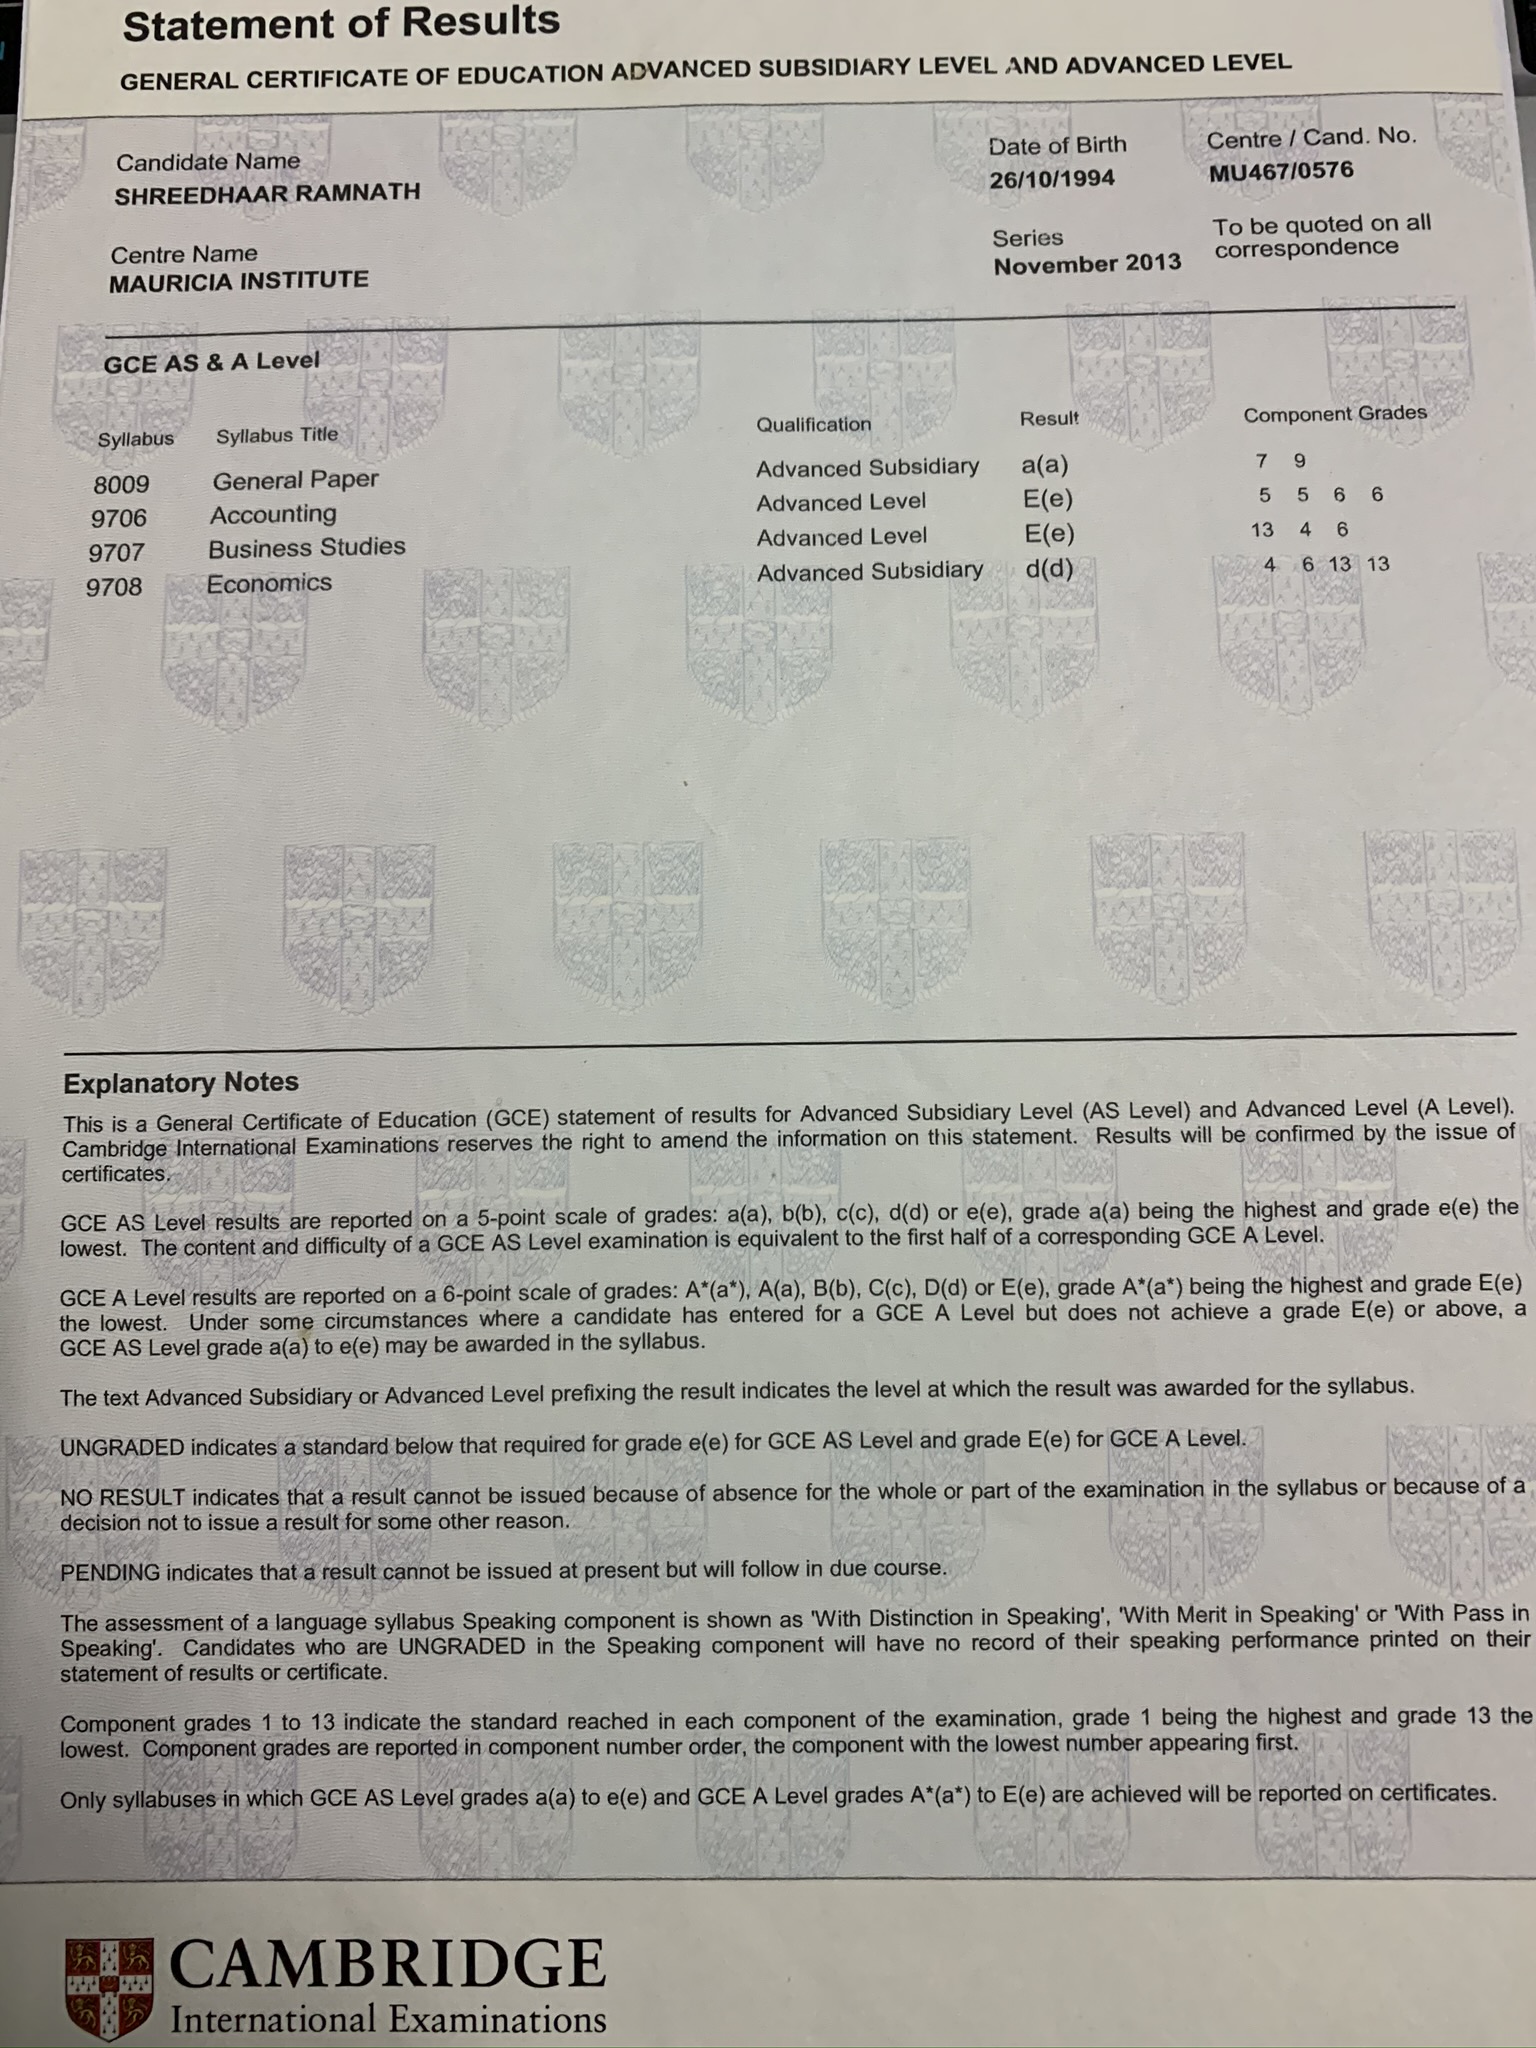 Statement of Results
GENERAL CERTIFICATE OF EDUCATION ADVANCED SUBSIDIARY LEVEL AND ADVANCED LEVEL
Candidate Name
SHREEDHAAR RAMNATH
Date of Birth
26/10/1994
Centre / Cand. No.
MU467/0576
Centre Name
MAURICIA INSTITUTE
Series
November 2013
To be quoted on all
correspondence
GCE AS & A Level
Syllabus Syllabus Title Qualification Result Component Grades
8009 General Paper Advanced Subsidiary a(a) 7 9
9706 Accounting Advanced Level E(e) 5 5 6 6
9707 Business Studies Advanced Level E(e) 13 4 6
9708 Economics Advanced Subsidiary d(d) 4 6 13 13
Explanatory Notes
This is a General Certificate of Education (GCE) statement of results for Advanced Subsidiary Level (AS Level) and Advanced Level (A Level).
Cambridge International Examinations reserves the right to amend the information on this statement. Results will be confirmed by the issue of
certificates.
GCE AS Level results are reported on a 5-point scale of grades: a(a), b(b), c(c), d(d) or e(e), grade a(a) being the highest and grade e(e) the
lowest. The content and difficulty of a GCE AS Level examination is equivalent to the first half of a corresponding GCE A Level.
GCE A Level results are reported on a 6-point scale of grades: A*(a*), A(a), B(b), C(c), D(d) or E(e), grade A*(a*) being the highest and grade E(e)
the lowest. Under some circumstances where a candidate has entered for a GCE A Level but does not achieve a grade E(e) or above, a
GCE AS Level grade a(a) to e(e) may be awarded in the syllabus.
The text Advanced Subsidiary or Advanced Level prefixing the result indicates the level at which the result was awarded for the syllabus.
UNGRADED indicates a standard below that required for grade e(e) for GCE AS Level and grade E(e) for GCE A Level.
NO RESULT indicates that a result cannot be issued because of absence for the whole or part of the examination in the syllabus or because of a
decision not to issue a result for some other reason.
PENDING indicates that a result cannot be issued at present but will follow in due course.
The assessment of a language syllabus Speaking component is shown as 'With Distinction in Speaking', 'With Merit in Speaking' or 'With Pass in
Speaking'. Candidates who are UNGRADED in the Speaking component will have no record of their speaking performance printed on their
statement of results or certificate.
Component grades 1 to 13 indicate the standard reached in each component of the examination, grade 1 being the highest and grade 13 the
lowest. Component grades are reported in component number order, the component with the lowest number appearing first.
Only syllabuses in which GCE AS Level grades a(a) to e(e) and GCE A Level grades A*(a*) to E(e) are achieved will be reported on certificates.
CAMBRIDGE
International Examinations